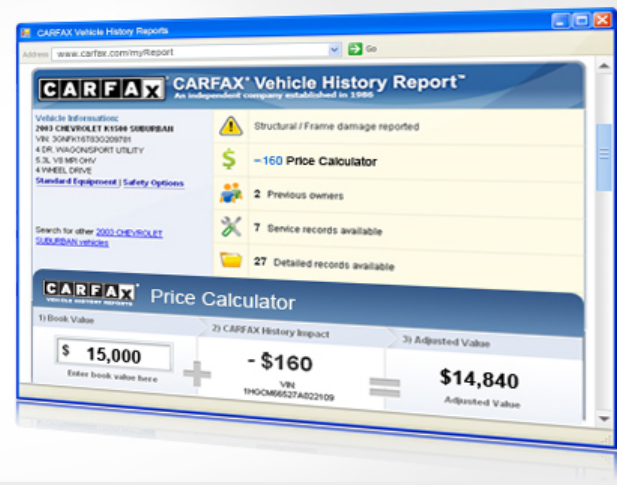 CARFAX Vehicle History Reports
Address www.carfax.com/myReport Go
CARFAX CARFAX® Vehicle History Report™
An independent company established in 1986
Vehicle Information:
2003 CHEVROLET K1500 SUBURBAN
VIN: 3GNFK16T83G209781
4 DR. WAGON/SPORT UTILITY
5.3L V8 MPI OHV
4 WHEEL DRIVE
Standard Equipment | Safety Options
Search for other 2003 CHEVROLET
SUBURBAN vehicles
Structural / Frame damage reported
$ –160 Price Calculator
2 Previous owners
7 Service records available
27 Detailed records available
CARFAX Price Calculator
VEHICLE HISTORY REPORTS
1) Book Value
$ 15,000
Enter book value here
+
2) CARFAX History Impact
- $160
VIN:
1HGCM66527A022109
=
3) Adjusted Value
$14,840
Adjusted Value